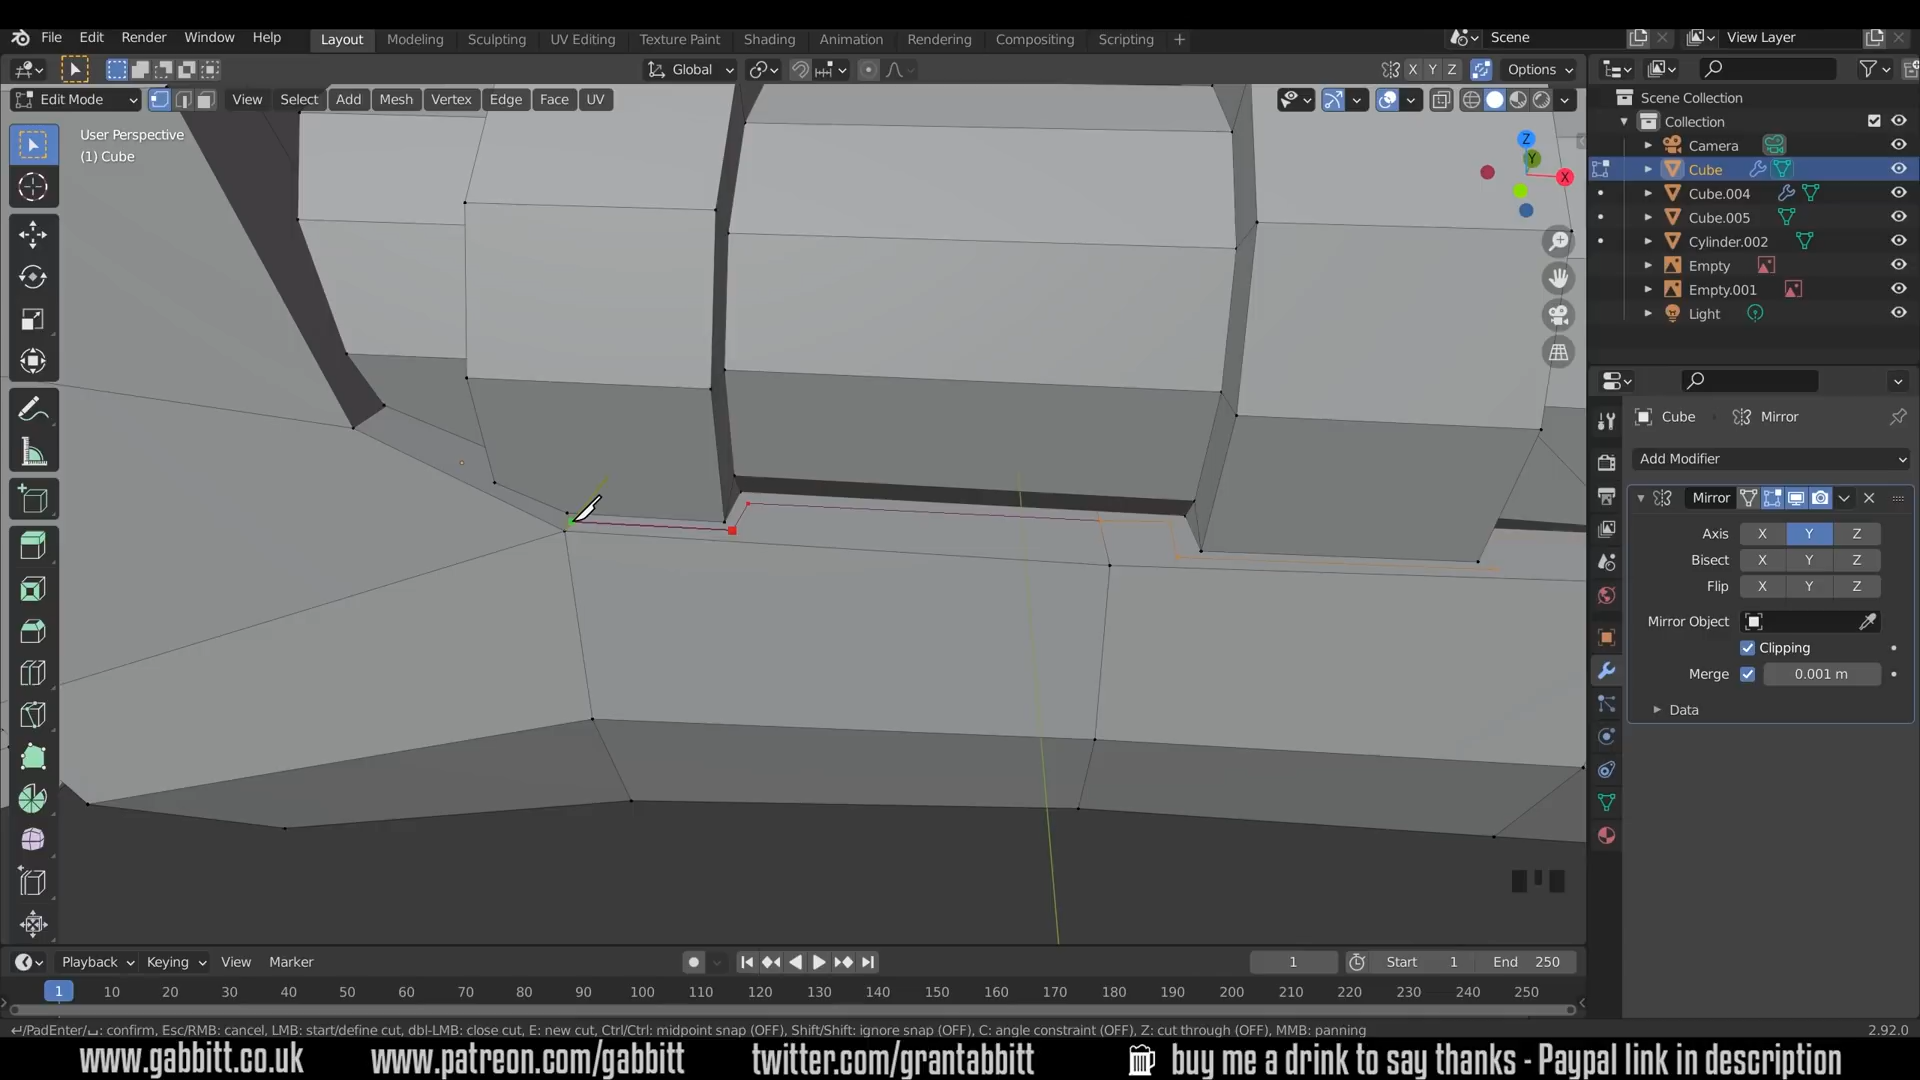 File Edit Render Window Help Layout Modeling Sculpting UV Editing Texture Paint Shading Animation Rendering Compositing Scripting + Scene View Layer
Global X Y Z Options
Edit Mode View Select Add Mesh Vertex Edge Face UV
User Perspective
(1) Cube
Z
Y
X
Scene Collection
Collection
Camera
Cube
Cube.004
Cube.005
Cylinder.002
Empty
Empty.001
Light
Cube Mirror
Add Modifier
Mirror
Axis X Y Z
Bisect X Y Z
Flip X Y Z
Mirror Object
Clipping
Merge 0.001 m
Data
Playback Keying View Marker 1 Start 1 End 250
1 10 20 30 40 50 60 70 80 90 100 110 120 130 140 150 160 170 180 190 200 210 220 230 240 250
↵/PadEnter/␣: confirm, Esc/RMB: cancel, LMB: start/define cut, dbl-LMB: close cut, E: new cut, Ctrl/Ctrl: midpoint snap (OFF), Shift/Shift: ignore snap (OFF), C: angle constraint (OFF), Z: cut through (OFF), MMB: panning 2.92.0
www.gabbitt.co.uk www.patreon.com/gabbitt twitter.com/grantabbitt buy me a drink to say thanks - Paypal link in description